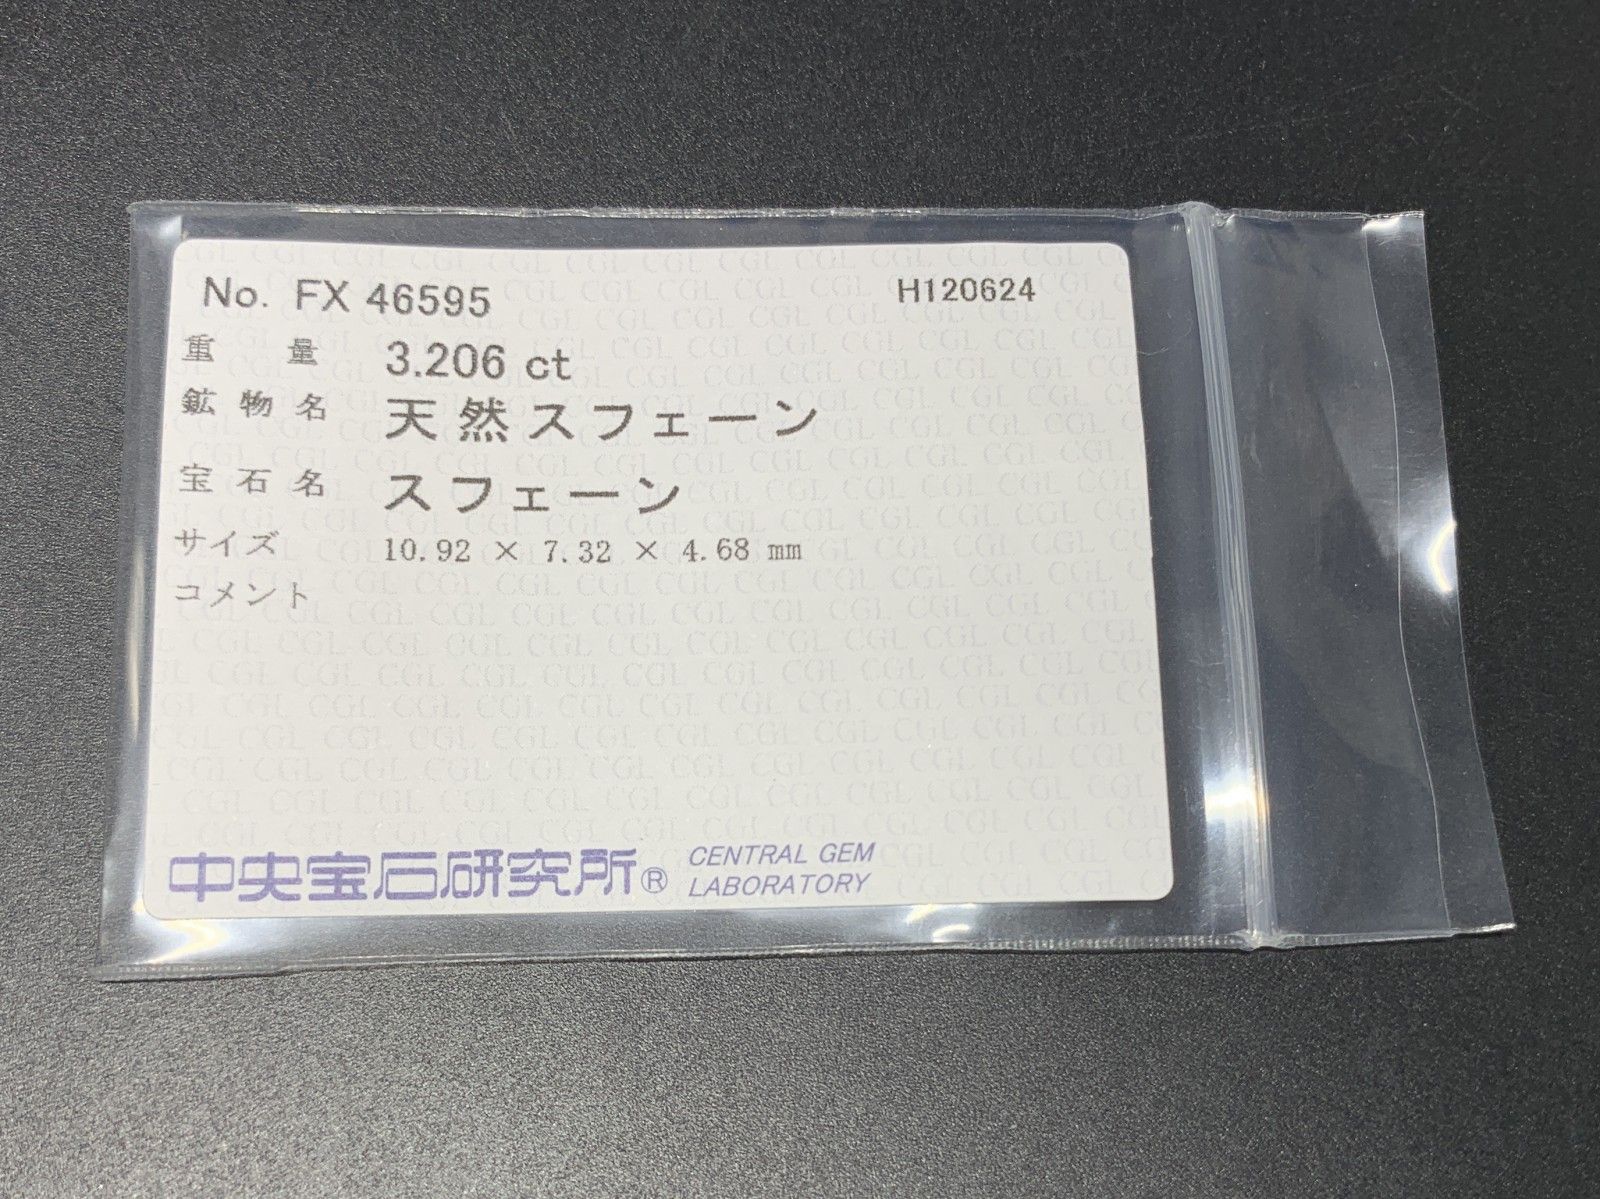 No. FX 46595 H120624
重量 3.206 ct
鉱物名 天然スフェーン
宝石名 スフェーン
サイズ 10.92 × 7.32 × 4.68 mm
コメント
中央宝石研究所® CENTRAL GEM
LABORATORY